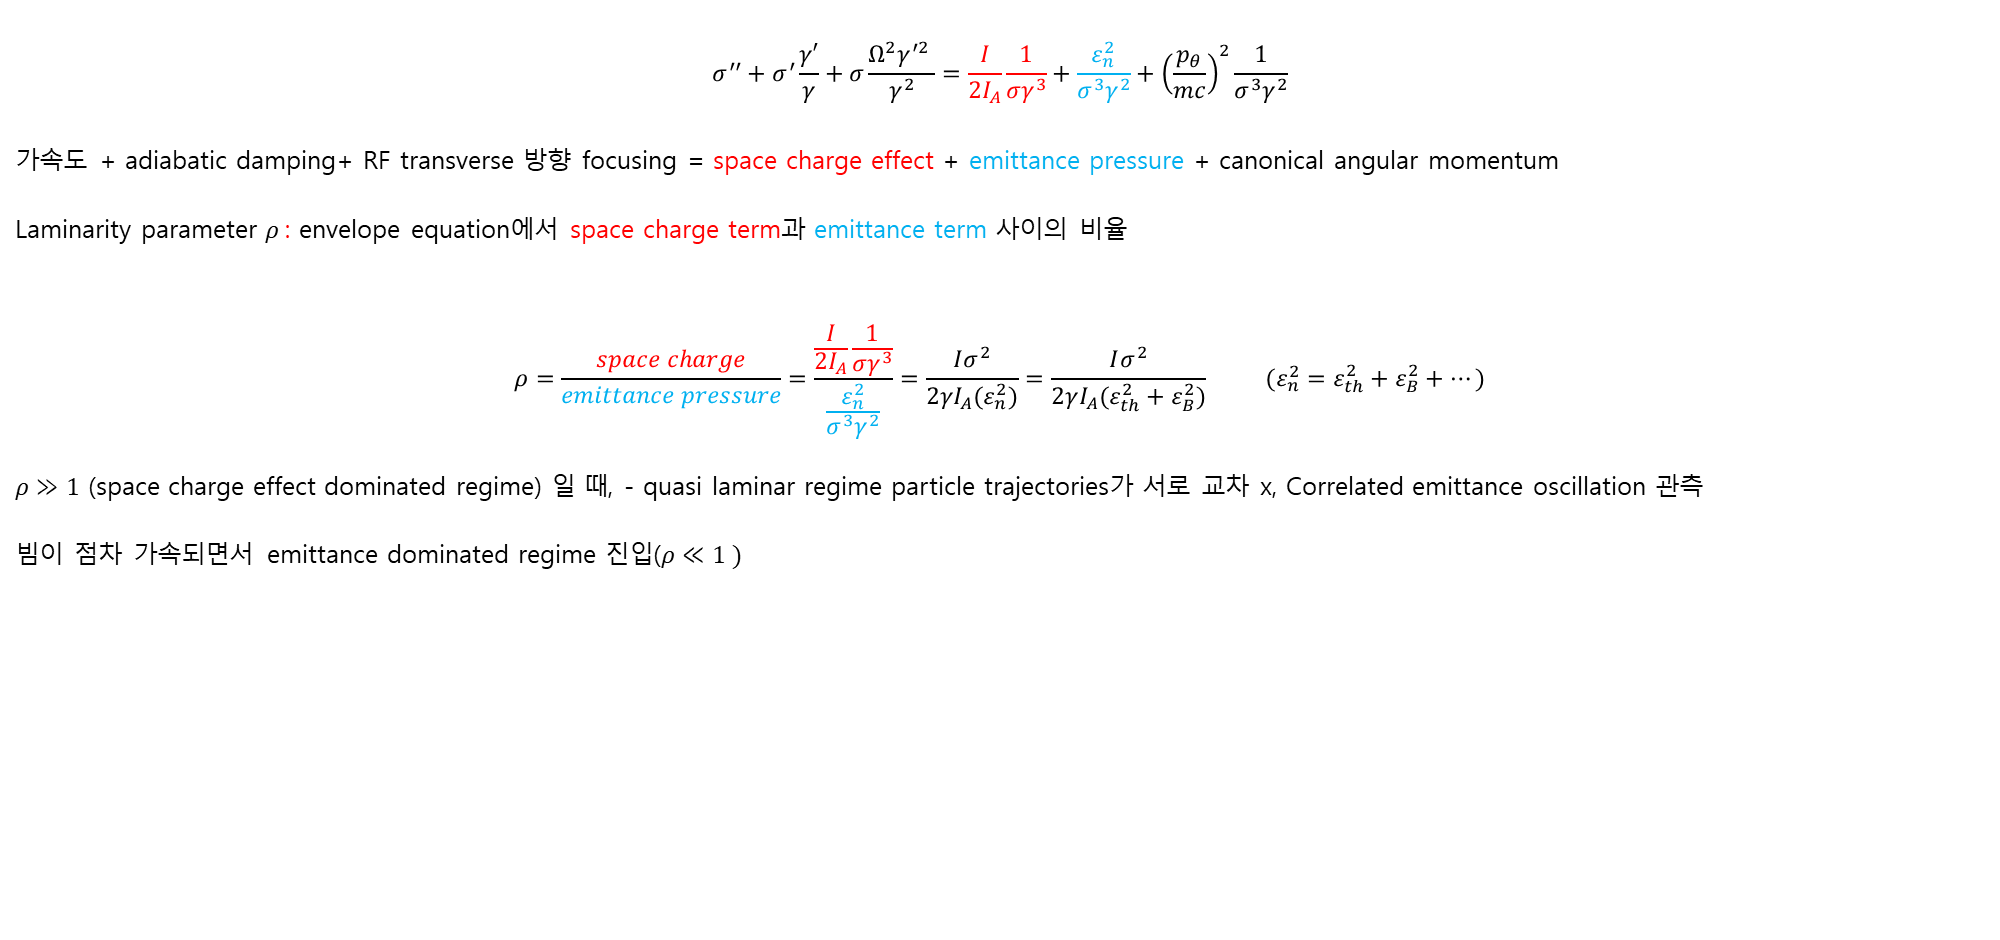 σ′′ + σ′ γ′/γ + σ Ω²γ′²/γ² = I/2I_A 1/σγ³ + ε_n²/σ³γ² + (p_θ/mc)² 1/σ³γ²
가속도 + adiabatic damping+ RF transverse 방향 focusing = space charge effect + emittance pressure + canonical angular momentum
Laminarity parameter ρ : envelope equation에서 space charge term과 emittance term 사이의 비율
ρ = space charge/emittance pressure = (I/2I_A 1/σγ³)/(ε_n²/σ³γ²) = Iσ²/2γI_A(ε_n²) = Iσ²/2γI_A(ε_th² + ε_B²) (ε_n² = ε_th² + ε_B² + ⋯)
ρ ≫ 1 (space charge effect dominated regime) 일 때, - quasi laminar regime particle trajectories가 서로 교차 x, Correlated emittance oscillation 관측
빔이 점차 가속되면서 emittance dominated regime 진입(ρ ≪ 1 )